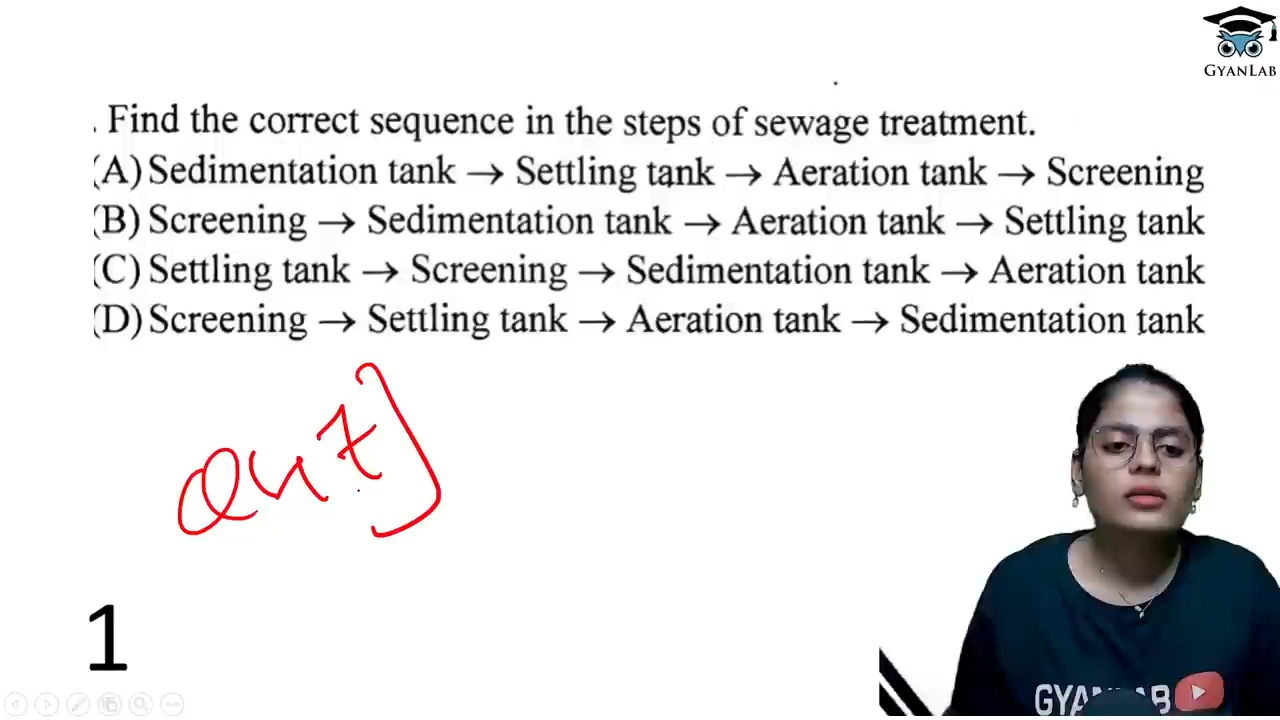 GYANLAB
. Find the correct sequence in the steps of sewage treatment.
(A) Sedimentation tank → Settling tank → Aeration tank → Screening
(B) Screening → Sedimentation tank → Aeration tank → Settling tank
(C) Settling tank → Screening → Sedimentation tank → Aeration tank
(D) Screening → Settling tank → Aeration tank → Sedimentation tank
1